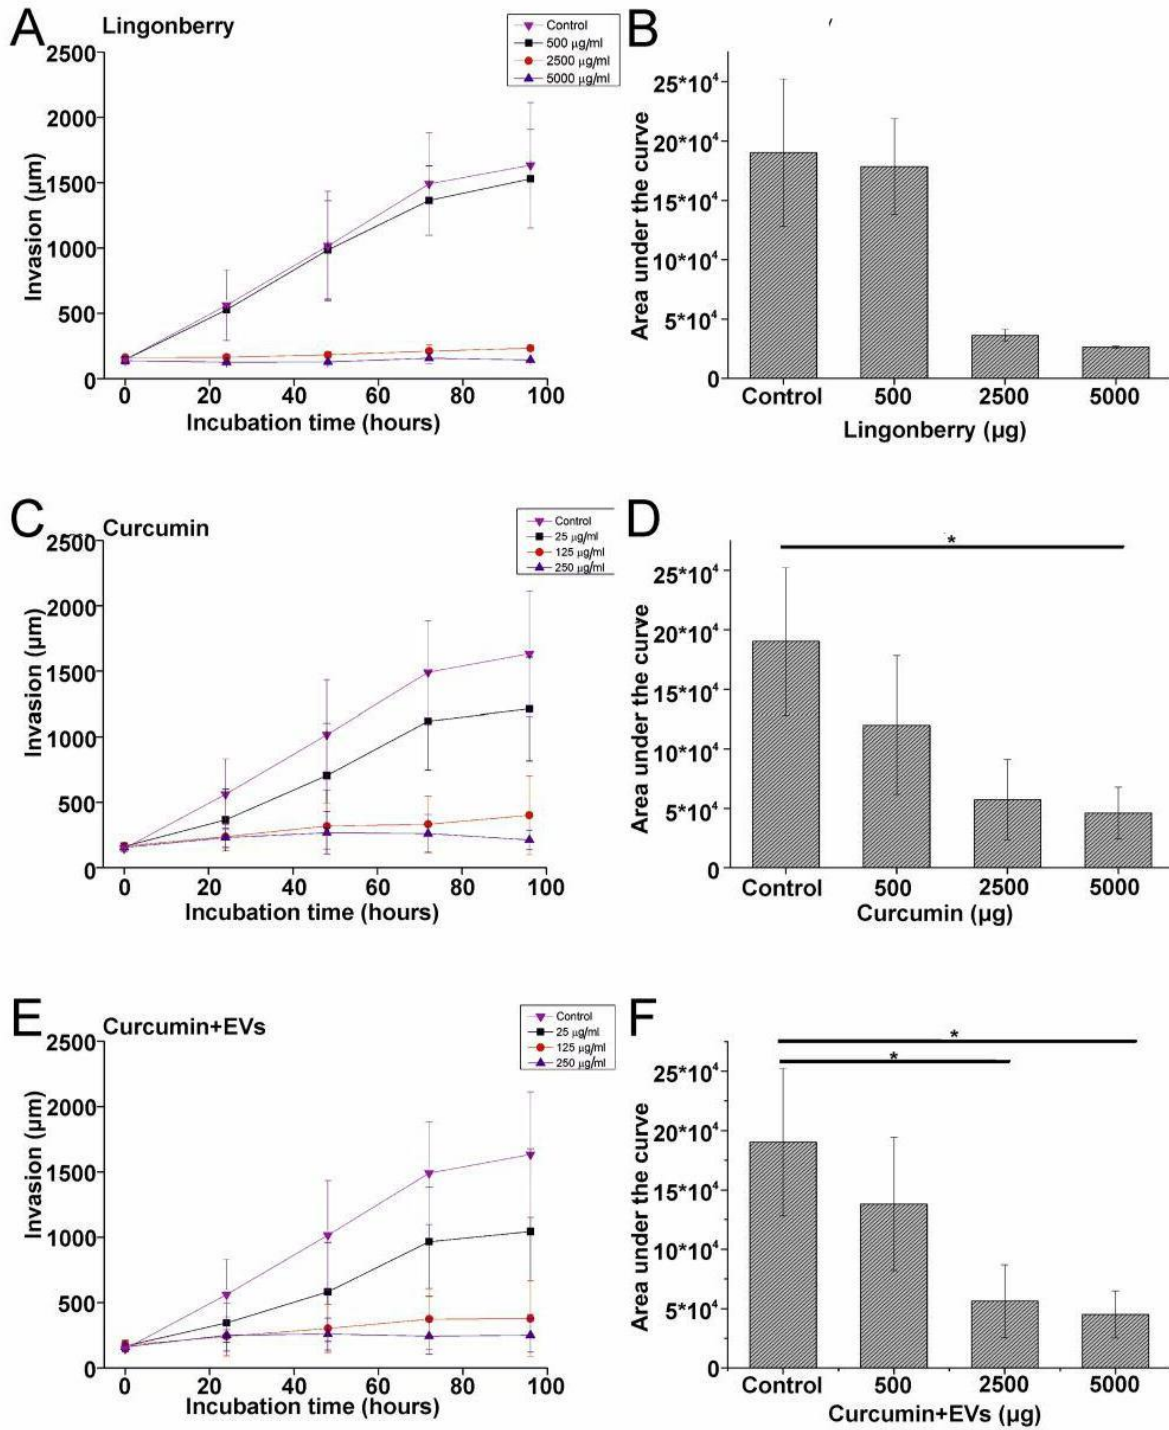 A
Lingonberry
Control
500 µg/ml
2500 µg/ml
5000 µg/ml
2500
2000
1500
1000
500
0
Invasion (µm)
0 20 40 60 80 100
Incubation time (hours)
B
25*10⁴
20*10⁴
15*10⁴
10*10⁴
5*10⁴
0
Area under the curve
Control 500 2500 5000
Lingonberry (µg)
C
Curcumin
Control
25 µg/ml
125 µg/ml
250 µg/ml
2500
2000
1500
1000
500
0
Invasion (µm)
0 20 40 60 80 100
Incubation time (hours)
D
*
25*10⁴
20*10⁴
15*10⁴
10*10⁴
5*10⁴
0
Area under the curve
Control 500 2500 5000
Curcumin (µg)
E
Curcumin+EVs
Control
25 µg/ml
125 µg/ml
250 µg/ml
2500
2000
1500
1000
500
0
Invasion (µm)
0 20 40 60 80 100
Incubation time (hours)
F
*
*
25*10⁴
20*10⁴
15*10⁴
10*10⁴
5*10⁴
0
Area under the curve
Control 500 2500 5000
Curcumin+EVs (µg)